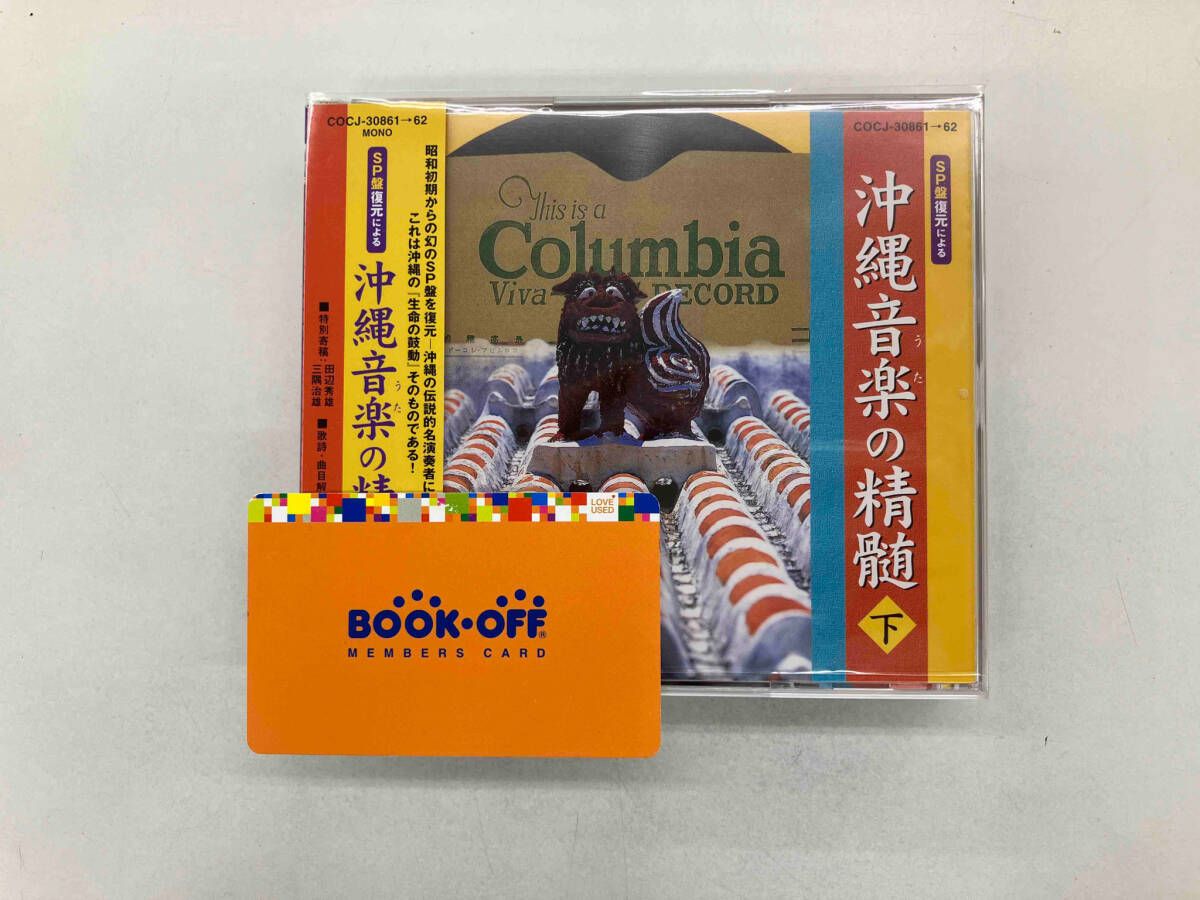 COCJ-30861→62
MONO
SP盤復元による
沖縄音楽の精
うた
昭和初期からの幻のSP盤を復元―沖縄の伝説的名演奏者に
これは沖縄の『生命の鼓動』そのものである！
■特別寄稿：田辺秀雄
三隅治雄
■歌詩・曲目解
This is a
Columbia
Viva-
RECORD
COCJ-30861→62
SP盤復元による
沖縄音楽の精髄
うた
下
LOVE USED
BOOK・OFF®
MEMBERS CARD